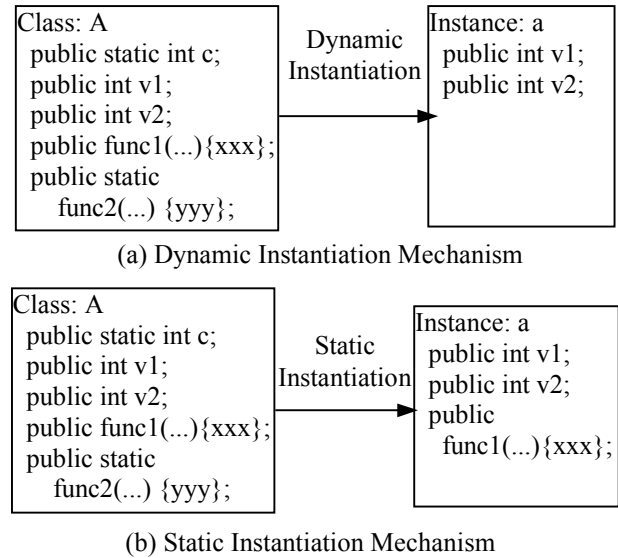 Class: A
public static int c;
public int v1;
public int v2;
public func1(...){xxx};
public static
func2(...) {yyy};
Dynamic
Instantiation
Instance: a
public int v1;
public int v2;
(a) Dynamic Instantiation Mechanism
Class: A
public static int c;
public int v1;
public int v2;
public func1(...){xxx};
public static
func2(...) {yyy};
Static
Instantiation
Instance: a
public int v1;
public int v2;
public
func1(...){xxx};
(b) Static Instantiation Mechanism